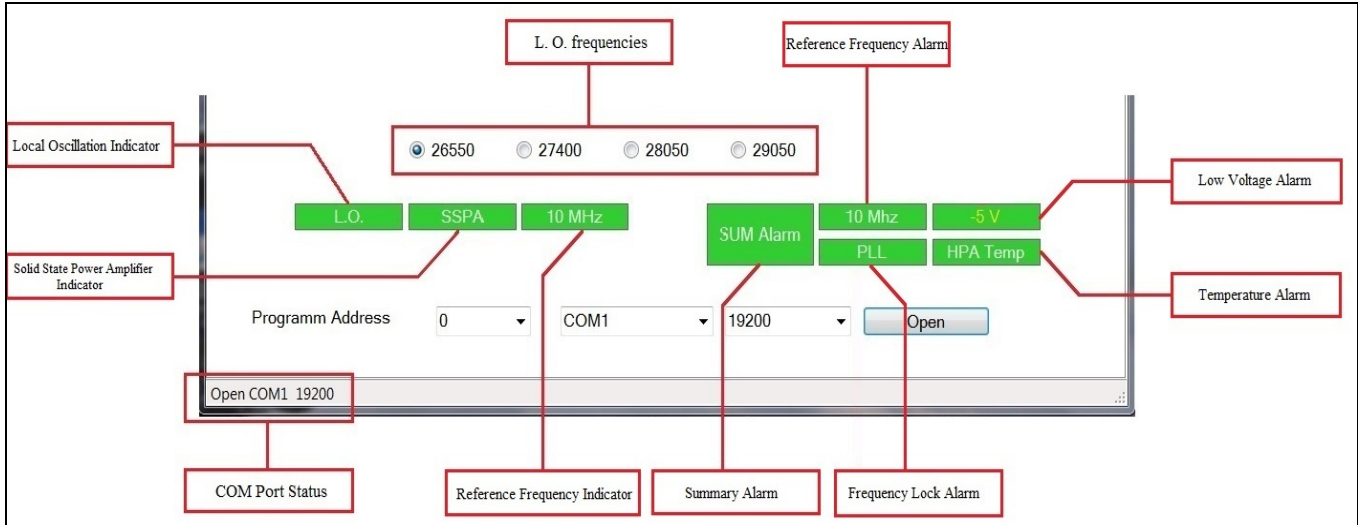 L. O. frequencies
Reference Frequency Alarm
Local Oscillation Indicator
26550 27400 28050 29050
Low Voltage Alarm
L.O. SSPA 10 MHz
SUM Alarm
10 Mhz -5 V
PLL HPA Temp
Solid State Power Amplifier
Indicator
Temperature Alarm
Programm Address 0 COM1 19200 Open
Open COM1 19200
COM Port Status
Reference Frequency Indicator
Summary Alarm
Frequency Lock Alarm